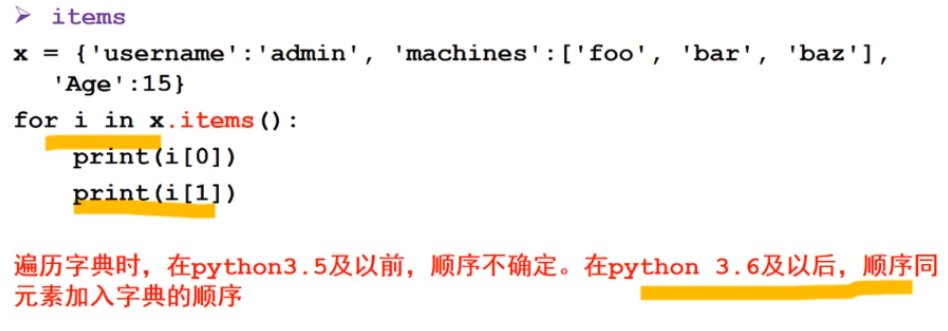 ➢ items
x = {'username':'admin', 'machines':['foo', 'bar', 'baz'],
'Age':15}
for i in x.items():
print(i[0])
print(i[1])
遍历字典时，在python3.5及以前，顺序不确定。在python 3.6及以后，顺序同
元素加入字典的顺序